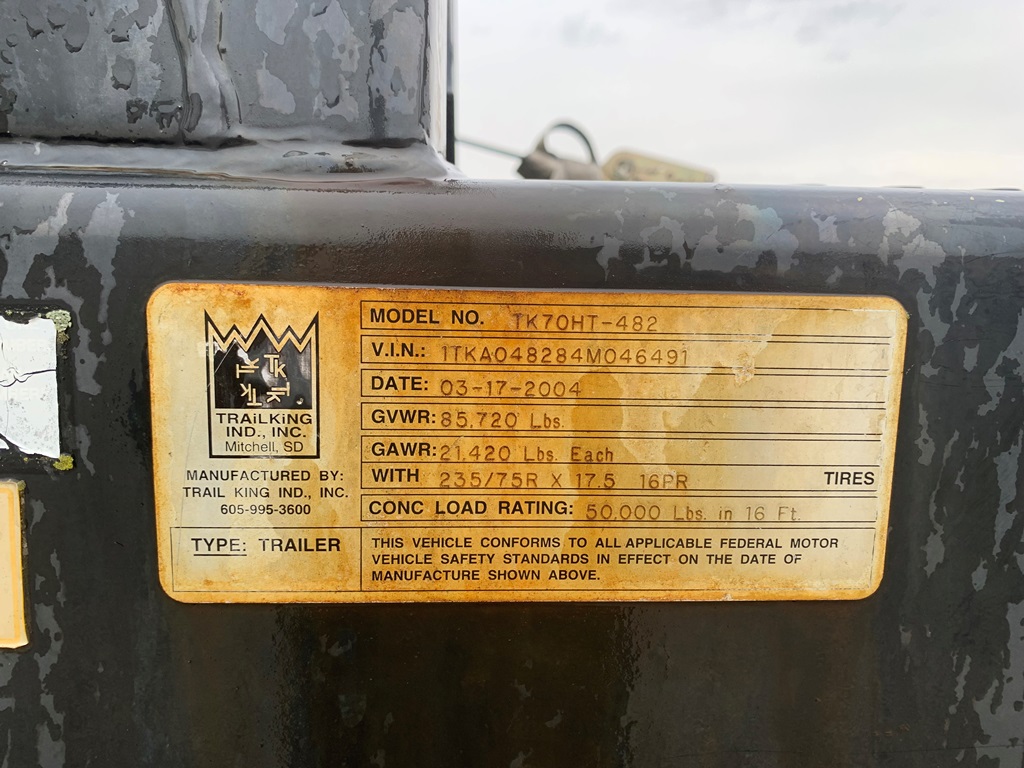 TK
TK
TK
TK
TRAiLKiNG
IND., INC.
Mitchell, SD
MANUFACTURED BY:
TRAIL KING IND., INC.
605-995-3600
TYPE: TRAILER
MODEL NO. TK70HT-482
V.I.N.: 1TKA048284M046491
DATE: 03-17-2004
GVWR: 85,720 Lbs.
GAWR: 21,420 Lbs. Each
WITH 235/75R X 17.5 16PR TIRES
CONC LOAD RATING: 50,000 Lbs. in 16 Ft.
THIS VEHICLE CONFORMS TO ALL APPLICABLE FEDERAL MOTOR
VEHICLE SAFETY STANDARDS IN EFFECT ON THE DATE OF
MANUFACTURE SHOWN ABOVE.